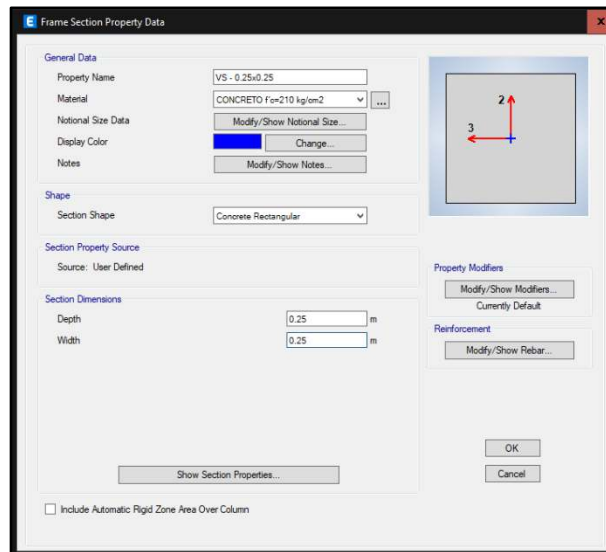 E Frame Section Property Data X
General Data
Property Name VS - 0.25x0.25
Material CONCRETO f'c=210 kg/cm2 ...
Notional Size Data Modify/Show Notional Size...
Display Color Change...
Notes Modify/Show Notes...
2
3
Shape
Section Shape Concrete Rectangular
Section Property Source
Source: User Defined
Property Modifiers
Modify/Show Modifiers...
Currently Default
Section Dimensions
Depth 0.25 m
Width 0.25 m
Reinforcement
Modify/Show Rebar...
OK
Show Section Properties...
Cancel
Include Automatic Rigid Zone Area Over Column